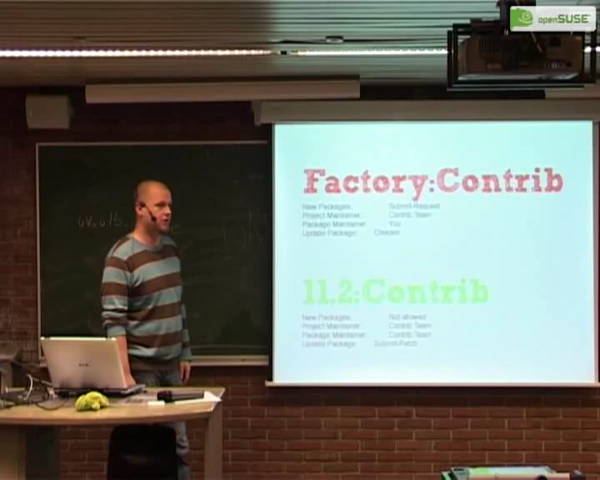 openSUSE
Factory:Contrib
New Packages: Submit-Request
Project Maintainer: Contrib Team
Package Maintainer: You
Update Package: Checkin
11.2:Contrib
New Packages: Not allowed
Project Maintainer: Contrib Team
Package Maintainer: Contrib Team
Update Package: Submit-Patch